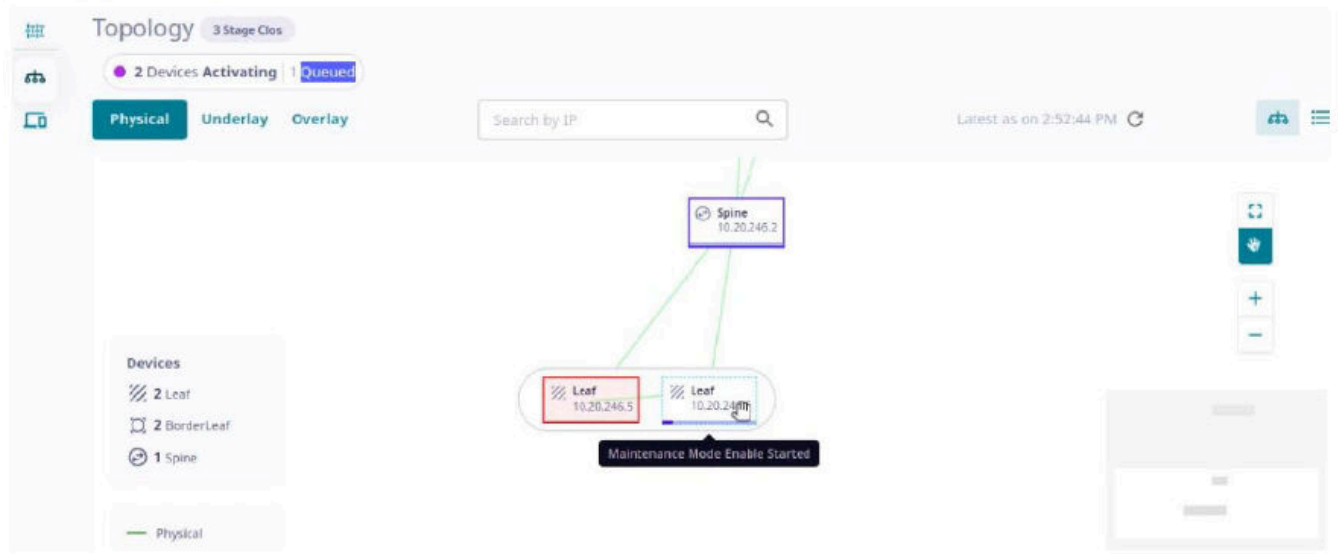 Topology 3 Stage Clos
2 Devices Activating 1 Queued
Physical Underlay Overlay Search by IP Latest as on 2:52:44 PM
Spine
10.20.246.2
Devices
2 Leaf
2 BorderLeaf
1 Spine
Leaf
10.20.246.5
Leaf
Maintenance Mode Enable Started
Physical